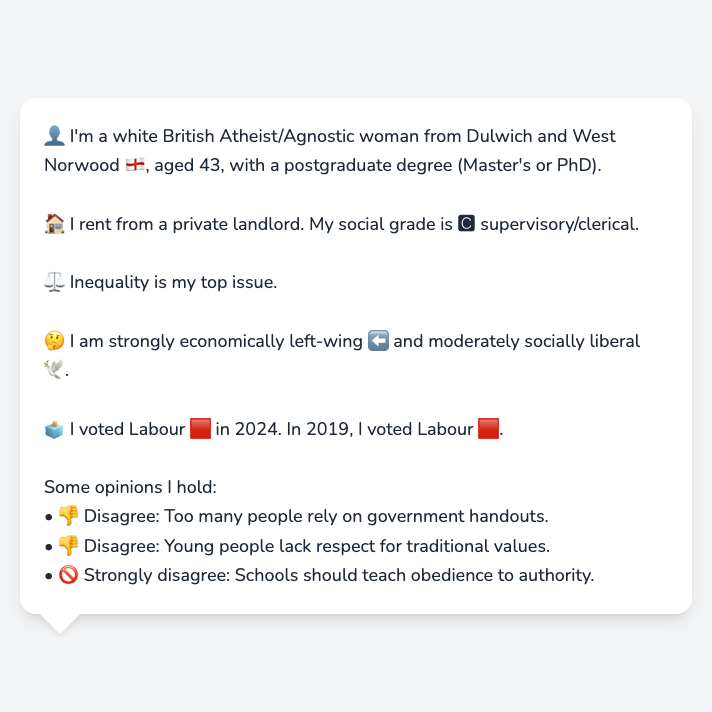 👤 I'm a white British Atheist/Agnostic woman from Dulwich and West
Norwood 🏴󠁧󠁢󠁥󠁮󠁧󠁿, aged 43, with a postgraduate degree (Master's or PhD).
🏠 I rent from a private landlord. My social grade is 🅲 supervisory/clerical.
⚖️ Inequality is my top issue.
🤔 I am strongly economically left-wing ⬅️ and moderately socially liberal
🕊️.
🗳️ I voted Labour 🟥 in 2024. In 2019, I voted Labour 🟥.
Some opinions I hold:
• 👎 Disagree: Too many people rely on government handouts.
• 👎 Disagree: Young people lack respect for traditional values.
• 🚫 Strongly disagree: Schools should teach obedience to authority.